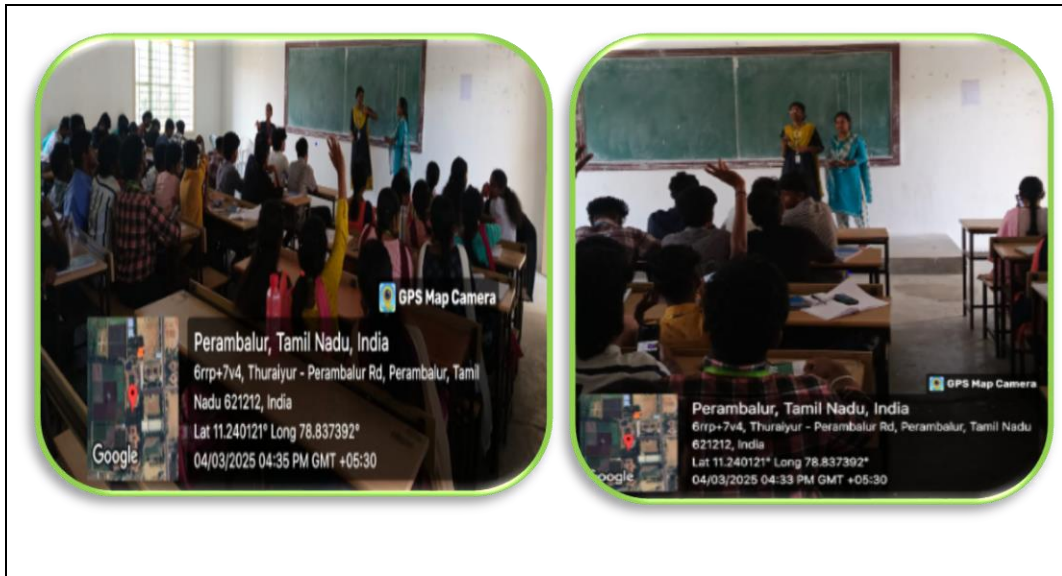 GPS Map Camera
Perambalur, Tamil Nadu, India
6rrp+7v4, Thuraiyur - Perambalur Rd, Perambalur, Tamil
Nadu 621212, India
Lat 11.240121° Long 78.837392°
04/03/2025 04:35 PM GMT +05:30
Google
GPS Map Camera
Perambalur, Tamil Nadu, India
6rrp+7v4, Thuraiyur - Perambalur Rd, Perambalur, Tamil Nadu
621212, India
Lat 11.240121° Long 78.837392°
04/03/2025 04:33 PM GMT +05:30
oogle